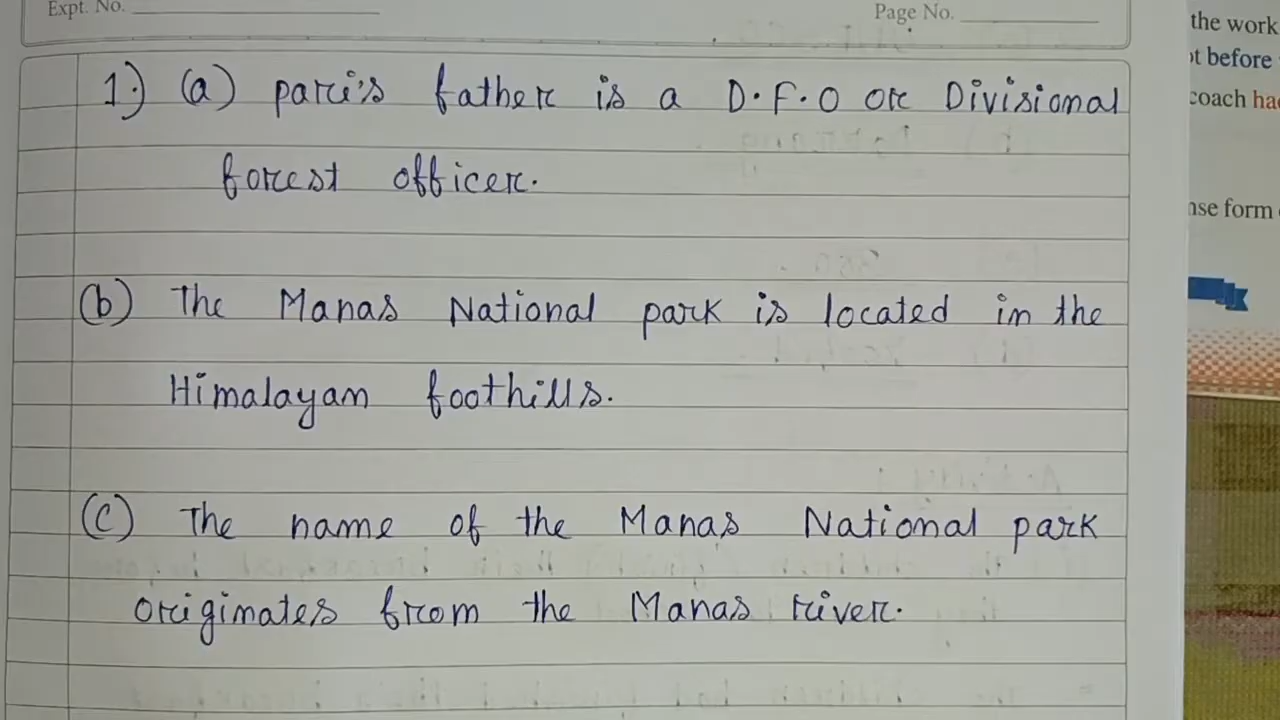 Expt. No.
Page No.
1.) (a) pari's father is a D.F.O or Divisional
forest officer.
(b) The Manas National park is located in the
Himalayan foothills.
(c) The name of the Manas National park
originates from the Manas river.
the work
ot before
coach ha
nse form